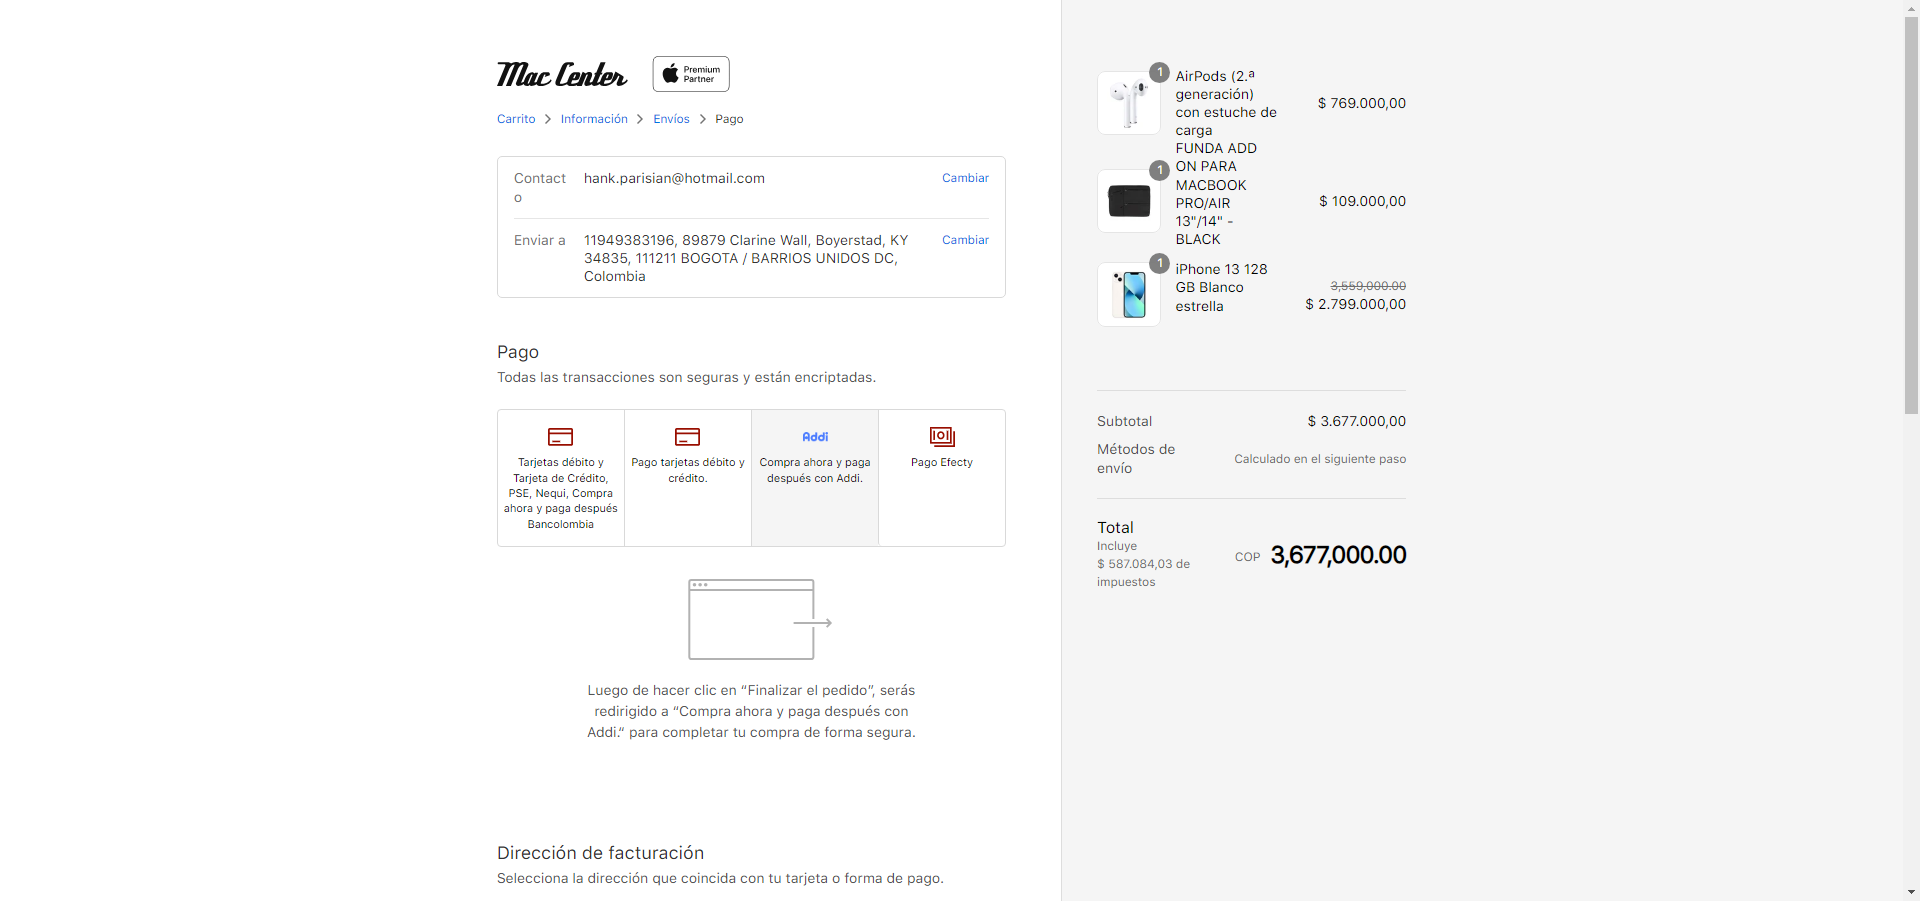 Mac Center
Premium
Partner
Carrito
Información
Envíos
Pago
Contact
o
hank.parisian@hotmail.com
Cambiar
Enviar a
11949383196, 89879 Clarine Wall, Boyerstad, KY
34835, 111211 BOGOTA / BARRIOS UNIDOS DC,
Colombia
Cambiar
Pago
Todas las transacciones son seguras y están encriptadas.
Tarjetas débito y
Tarjeta de Crédito,
PSE, Nequi, Compra
ahora y paga después
Bancolombia
Pago tarjetas débito y
crédito.
Addi
Compra ahora y paga
después con Addi.
Pago Efecty
Luego de hacer clic en “Finalizar el pedido”, serás
redirigido a “Compra ahora y paga después con
Addi.“ para completar tu compra de forma segura.
Dirección de facturación
Selecciona la dirección que coincida con tu tarjeta o forma de pago.
1
AirPods (2.ª
generación)
con estuche de
carga
$ 769.000,00
1
FUNDA ADD
ON PARA
MACBOOK
PRO/AIR
13"/14" -
BLACK
$ 109.000,00
1
iPhone 13 128
GB Blanco
estrella
3,559,000.00
$ 2.799.000,00
Subtotal
$ 3.677.000,00
Métodos de
envío
Calculado en el siguiente paso
Total
Incluye
$ 587.084,03 de
impuestos
COP 3,677,000.00